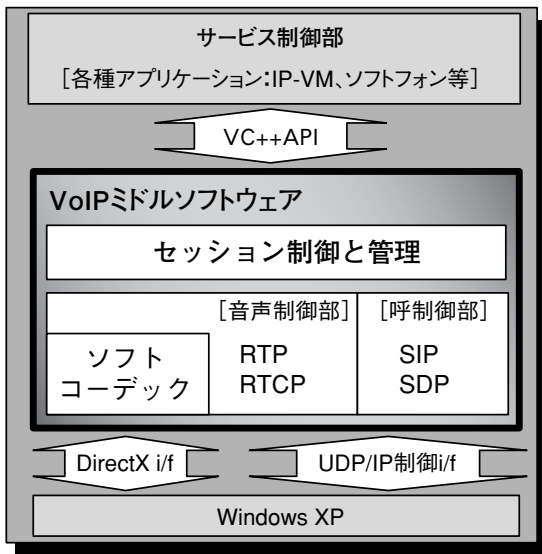 サービス制御部
［各種アプリケーション：IP-VM、ソフトフォン等］
VC++API
VoIPミドルソフトウェア
セッション制御と管理
［音声制御部］ ［呼制御部］
ソフト
コーデック
RTP
RTCP
SIP
SDP
DirectX i/f
UDP/IP制御i/f
Windows XP